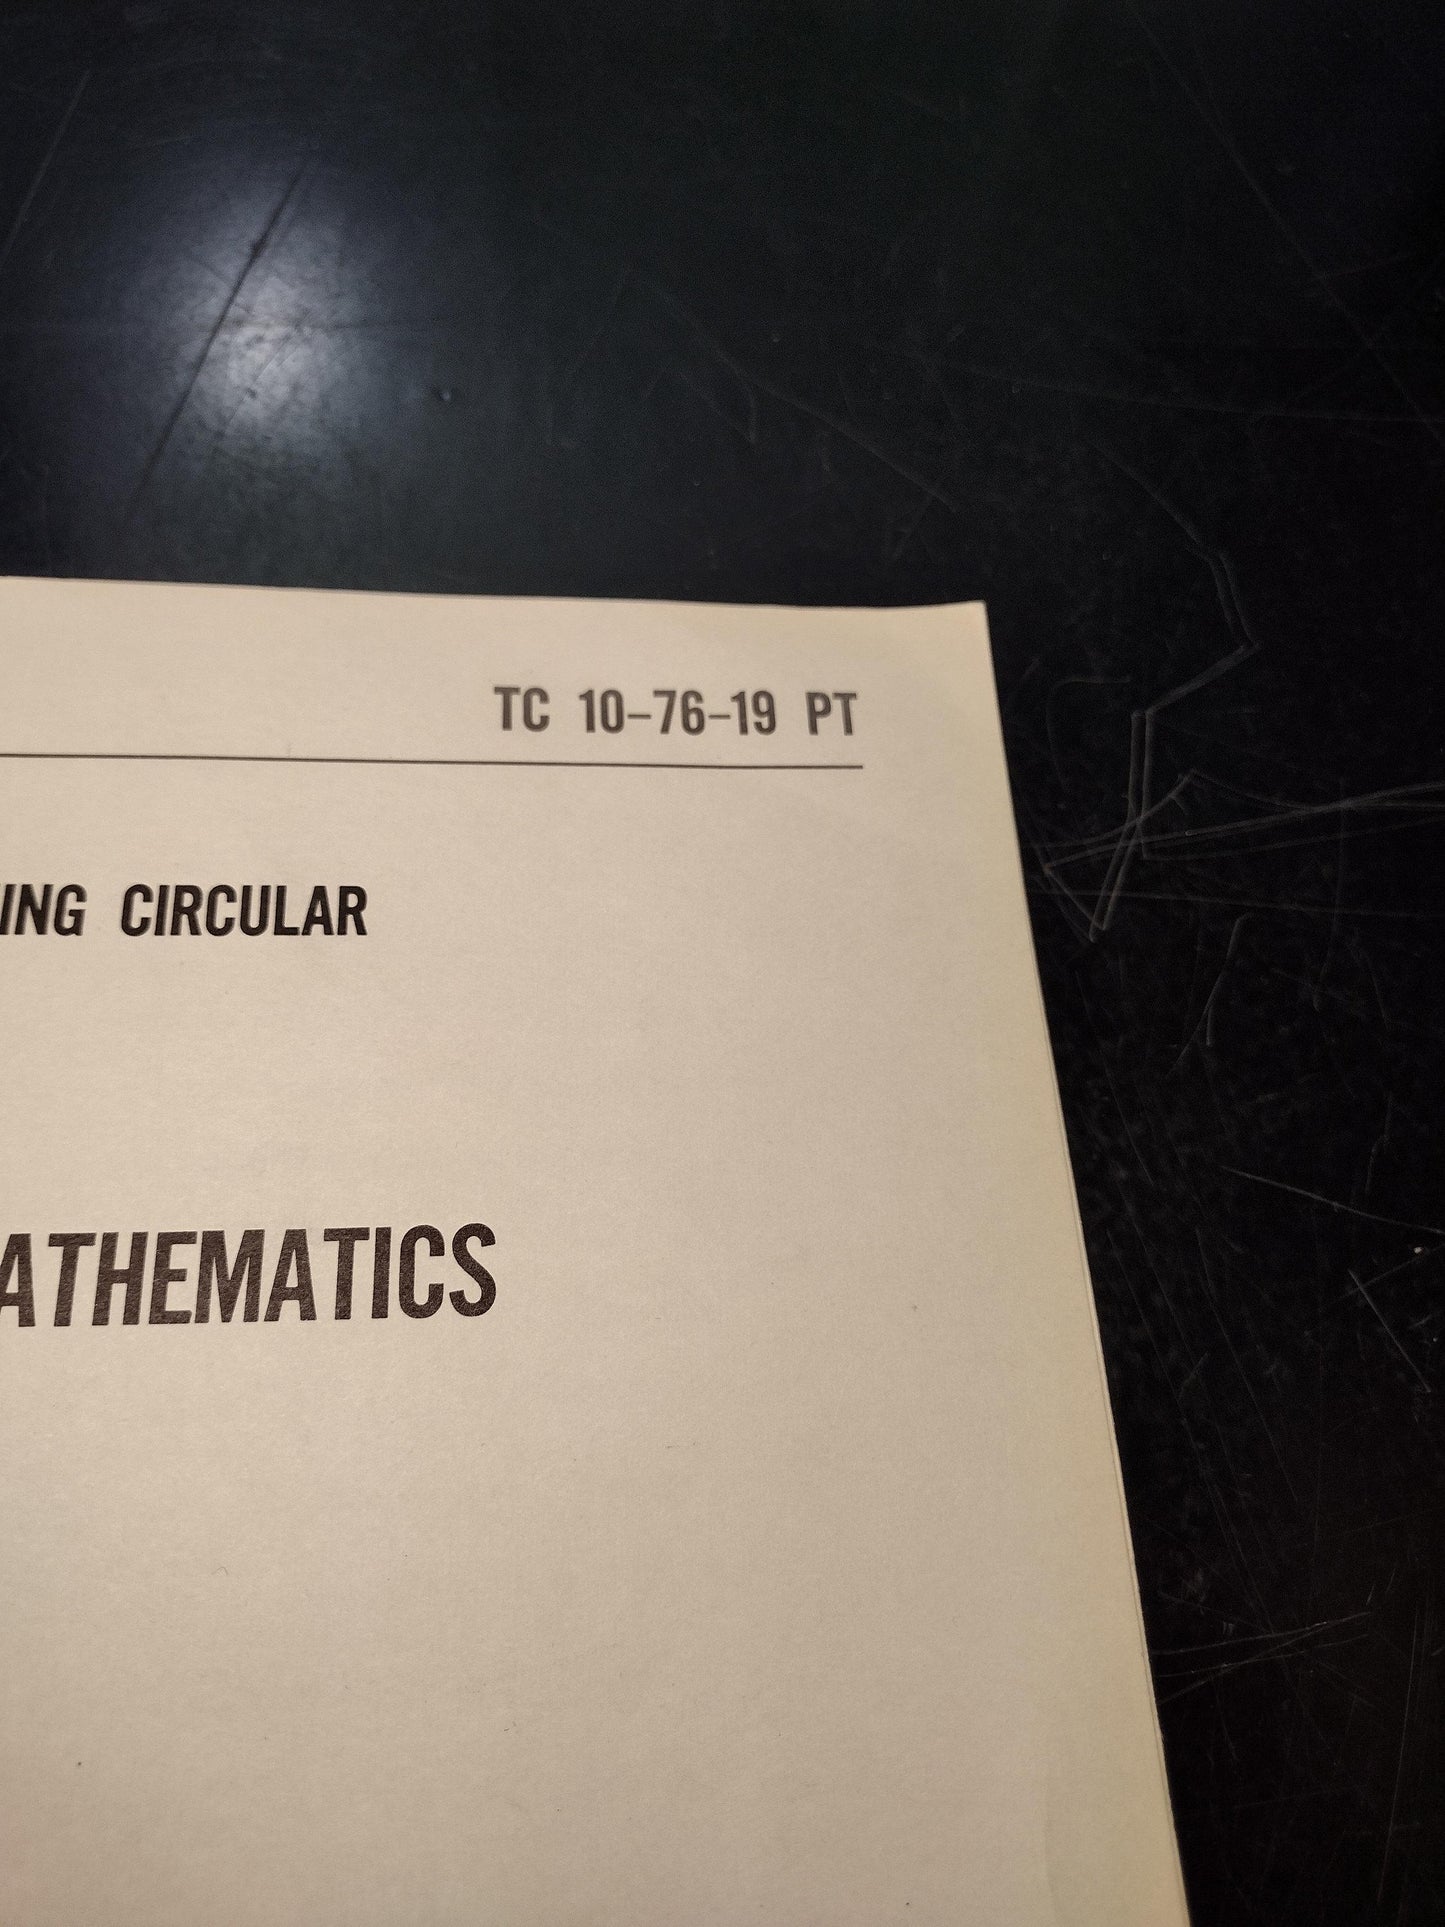 TC 10–76–19 PT
ING CIRCULAR
ATHEMATICS